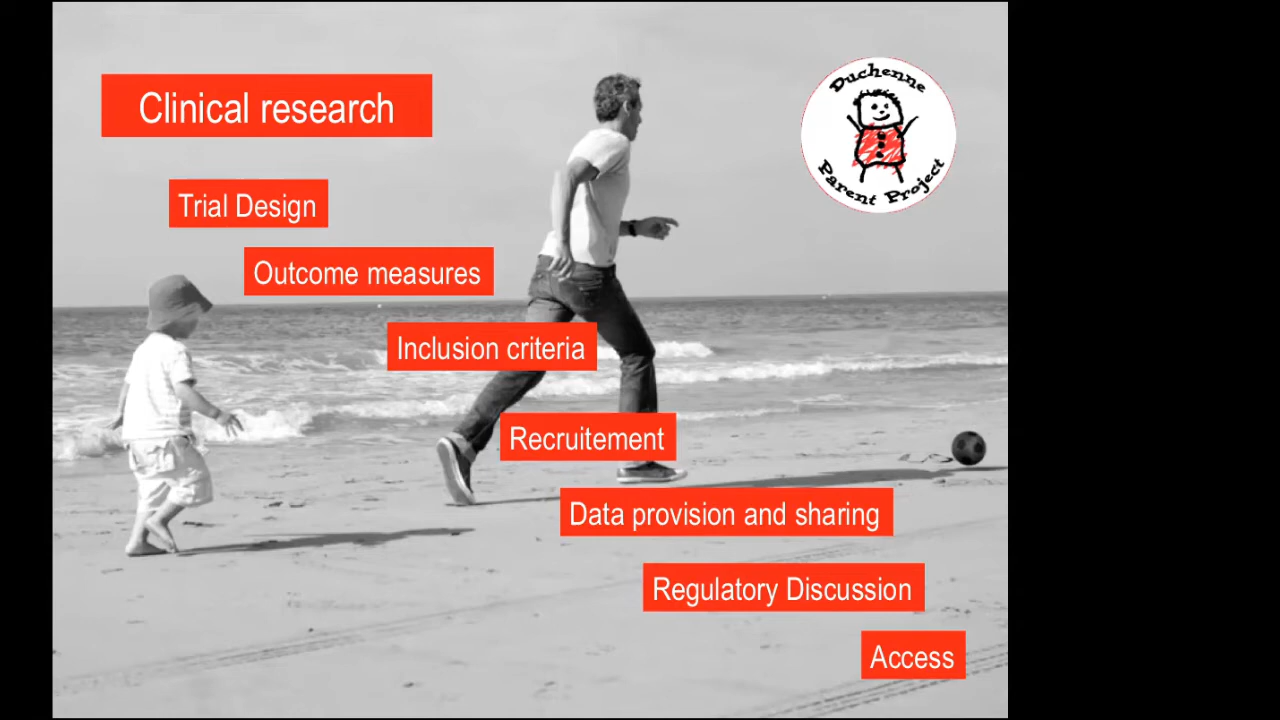 Clinical research
Duchenne
Parent Project
Trial Design
Outcome measures
Inclusion criteria
Recruitement
Data provision and sharing
Regulatory Discussion
Access